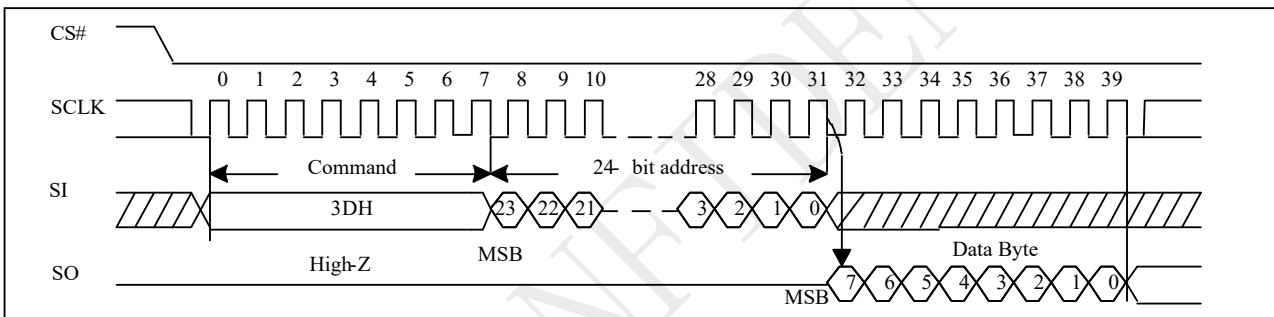 CS#
0 1 2 3 4 5 6 7 8 9 10 28 29 30 31 32 33 34 35 36 37 38 39
SCLK
Command 24- bit address
SI 3DH 23 22 21 3 2 1 0
High-Z MSB Data Byte
SO MSB 7 6 5 4 3 2 1 0
NFIDEN